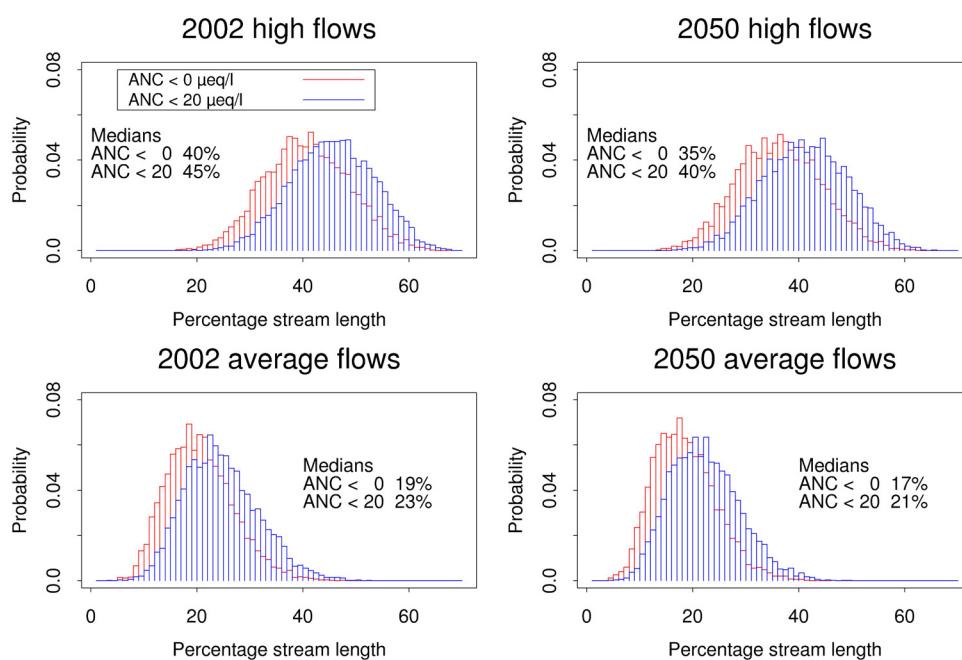 2002 high flows
0.08
0.04
0.0
Probability
ANC < 0 µeq/l
ANC < 20 µeq/l
Medians
ANC < 0 40%
ANC < 20 45%
0 20 40 60
Percentage stream length
2050 high flows
0.08
0.04
0.0
Probability
Medians
ANC < 0 35%
ANC < 20 40%
0 20 40 60
Percentage stream length
2002 average flows
0.08
0.04
0.0
Probability
Medians
ANC < 0 19%
ANC < 20 23%
0 20 40 60
Percentage stream length
2050 average flows
0.08
0.04
0.0
Probability
Medians
ANC < 0 17%
ANC < 20 21%
0 20 40 60
Percentage stream length